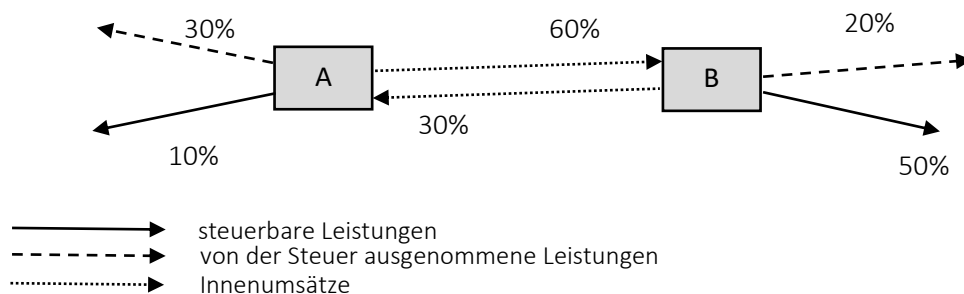 30%
60%
20%
A
B
30%
10%
50%
steuerbare Leistungen
von der Steuer ausgenommene Leistungen
Innenumsätze